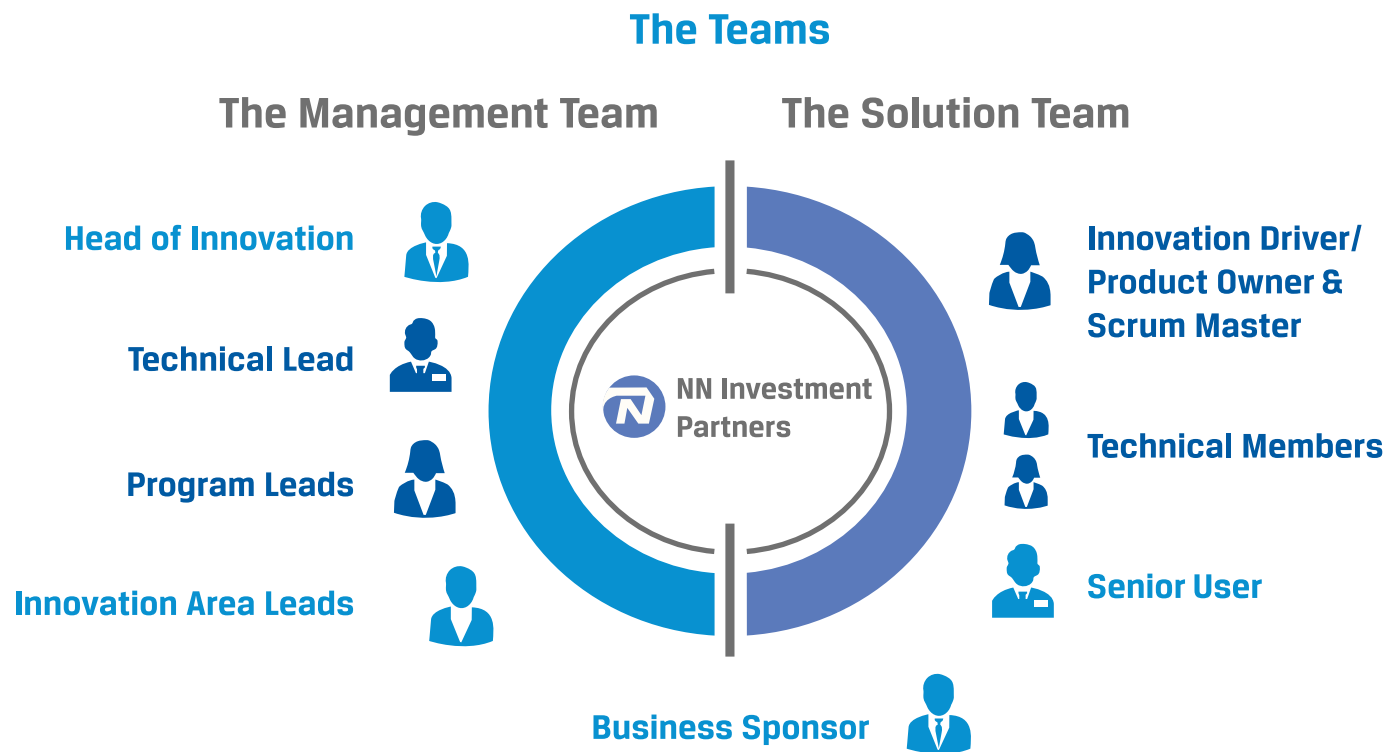 The Teams
The Management Team
The Solution Team
Head of Innovation
Technical Lead
Program Leads
Innovation Area Leads
NN Investment
Partners
Innovation Driver/
Product Owner &
Scrum Master
Technical Members
Senior User
Business Sponsor